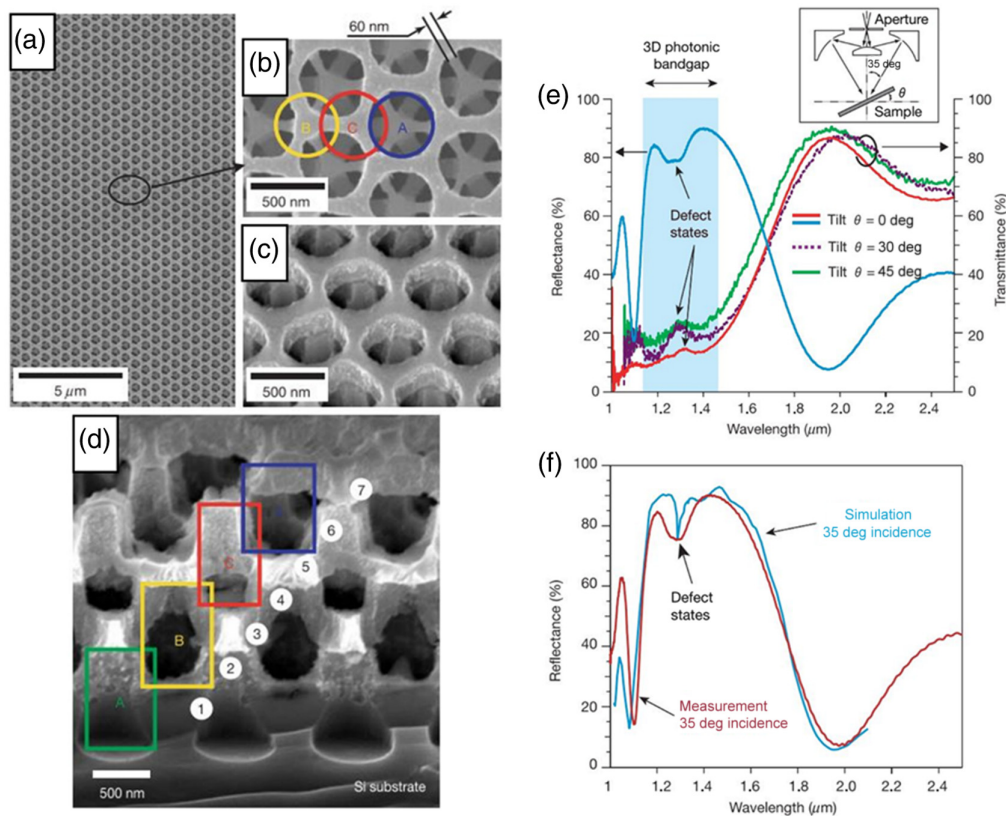 (a)
5 μm
60 nm
(b)
B
C
A
500 nm
(c)
500 nm
(d)
7
6
5
4
3
B
2
1
A
500 nm
SI substrate
(e)
Aperture
35 deg
θ
Sample
3D photonic
bandgap
Defect
states
Tilt θ = 0 deg
Tilt θ = 30 deg
Tilt θ = 45 deg
Reflectance (%)
Transmittance (%)
100
80
60
40
20
0
100
80
60
40
20
0
1 1.2 1.4 1.6 1.8 2.0 2.2 2.4
Wavelength (μm)
(f)
Simulation
35 deg incidence
Defect
states
Measurement
35 deg incidence
Reflectance (%)
100
80
60
40
20
0
1 1.2 1.4 1.6 1.8 2.0 2.2 2.4
Wavelength (μm)